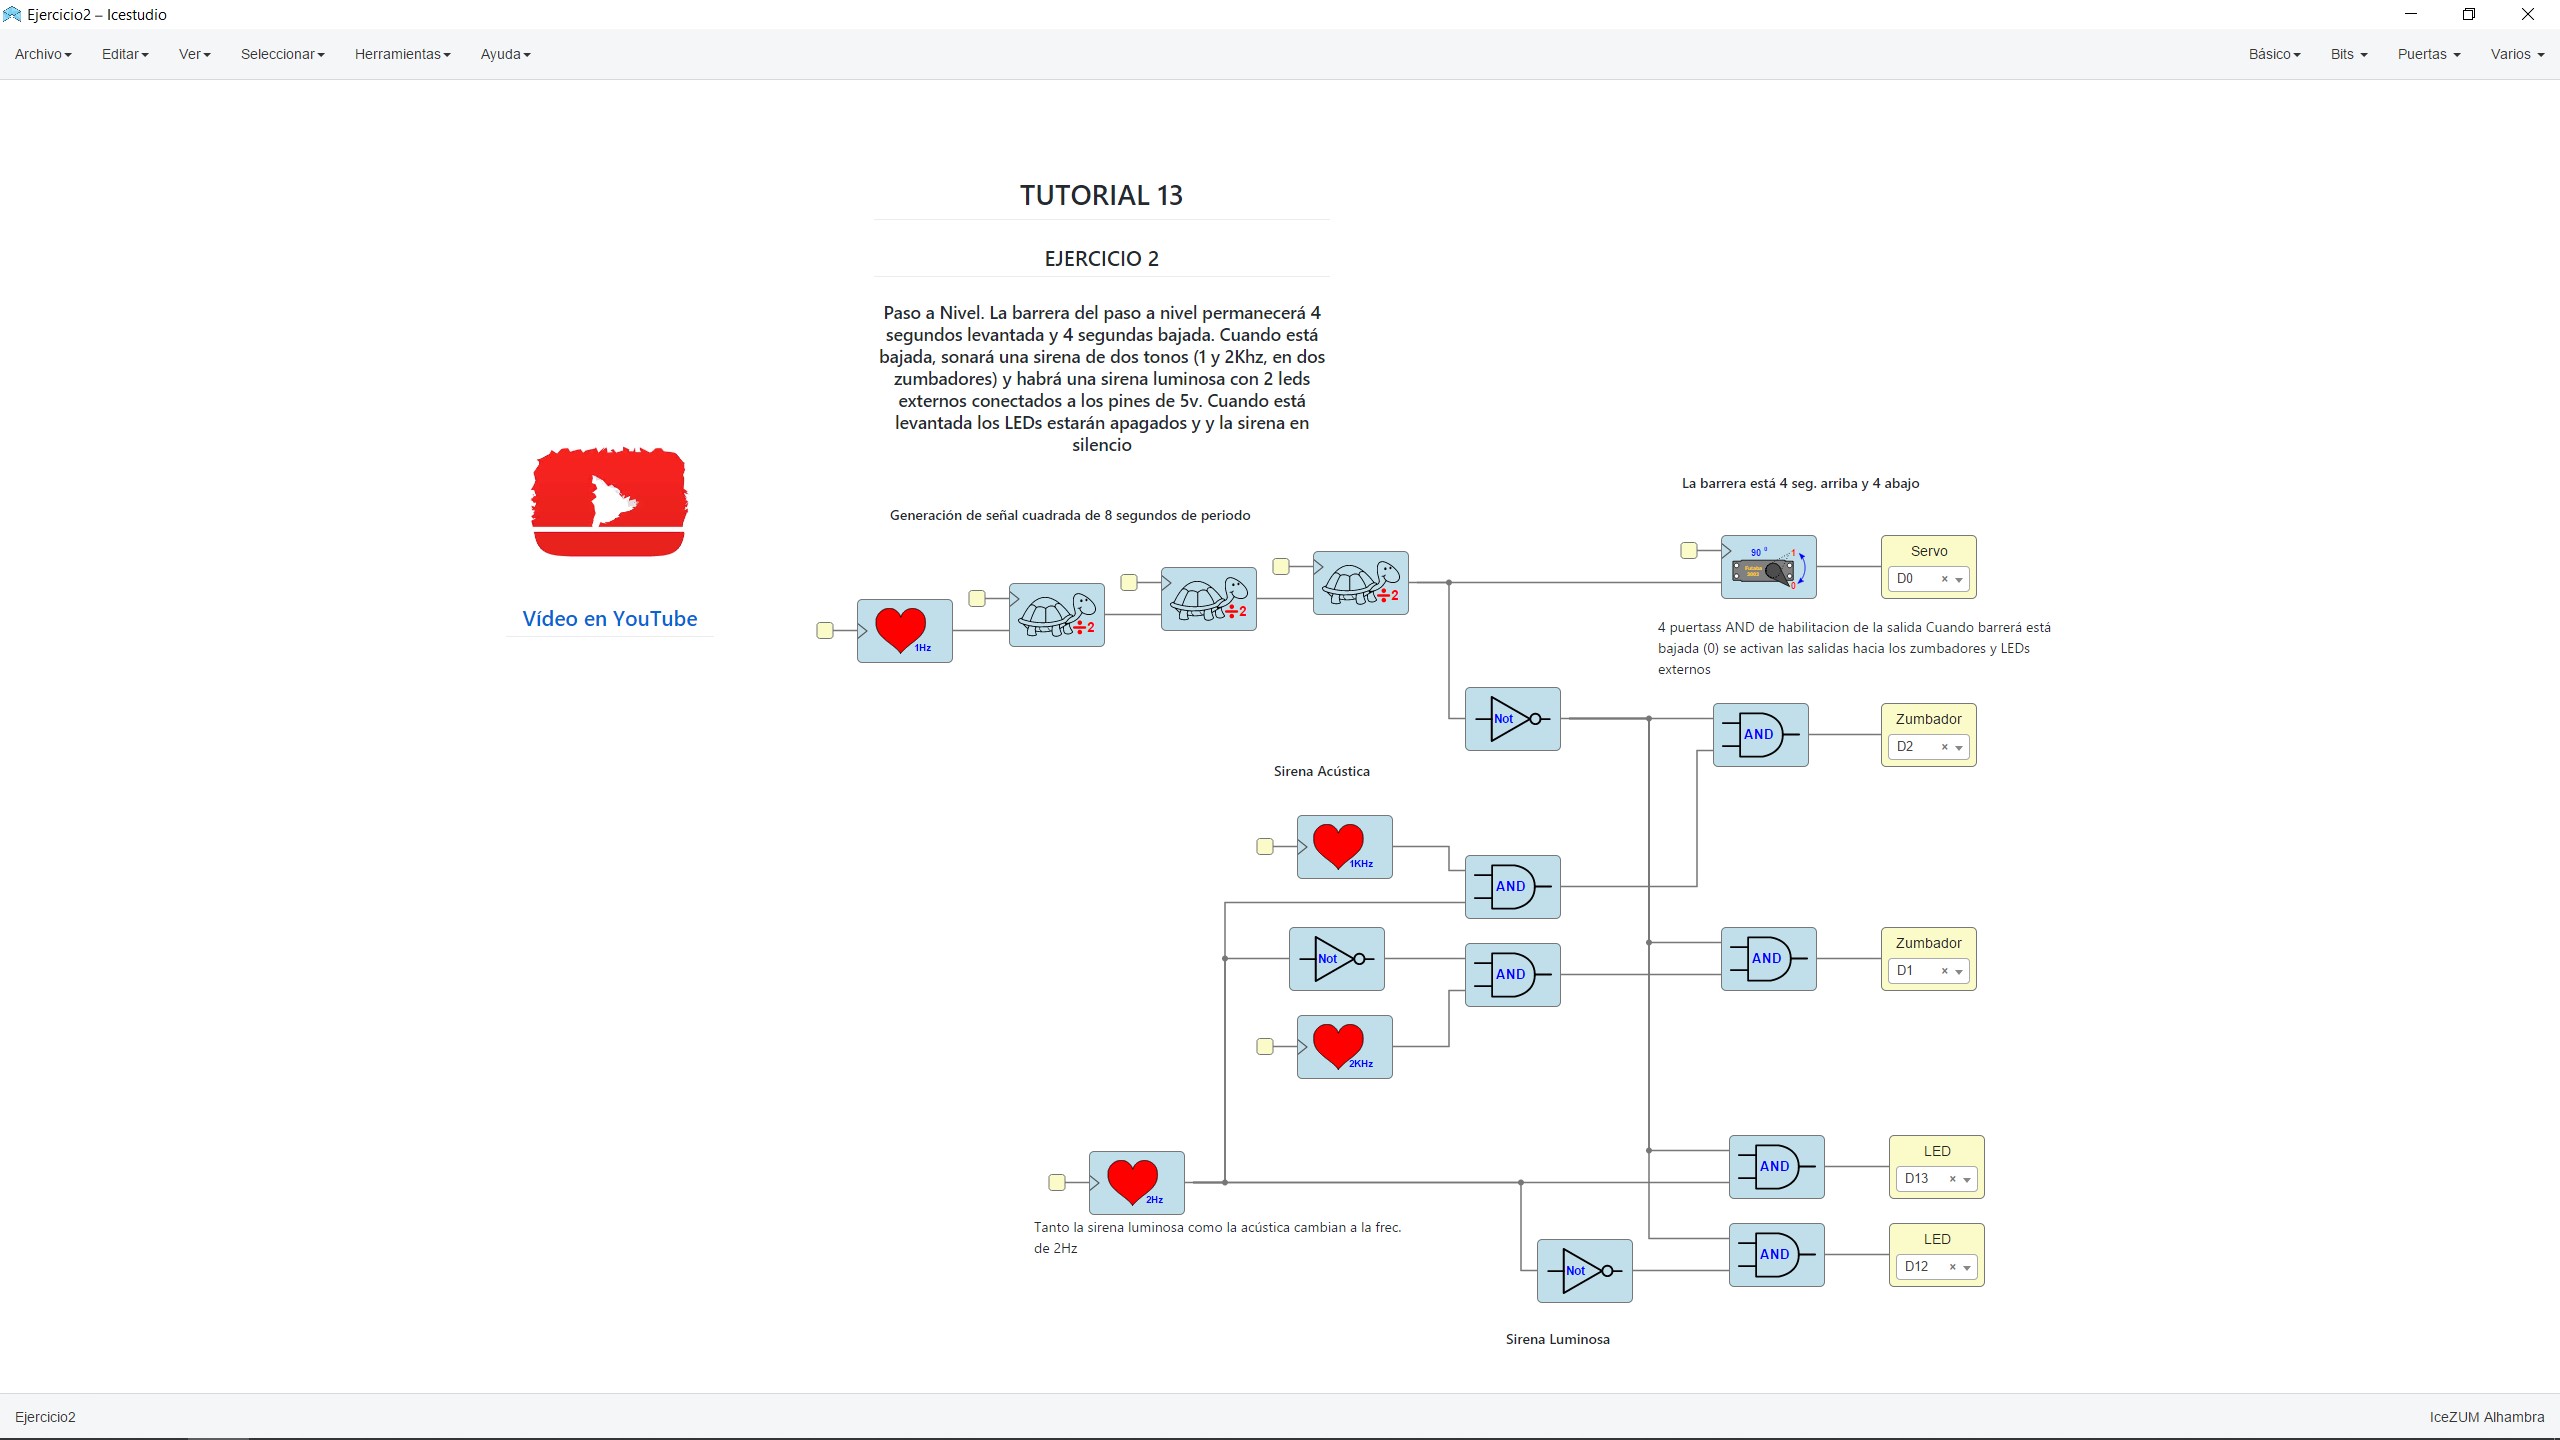 Ejercicio2 – Icestudio
Archivo Editar Ver Seleccionar Herramientas Ayuda Básico Bits Puertas Varios
TUTORIAL 13
EJERCICIO 2
Paso a Nivel. La barrera del paso a nivel permanecerá 4
segundos levantada y 4 segundas bajada. Cuando está
bajada, sonará una sirena de dos tonos (1 y 2Khz, en dos
zumbadores) y habrá una sirena luminosa con 2 leds
externos conectados a los pines de 5v. Cuando está
levantada los LEDs estarán apagados y y la sirena en
silencio
Vídeo en YouTube
Generación de señal cuadrada de 8 segundos de periodo
1Hz
÷2
÷2
÷2
La barrera está 4 seg. arriba y 4 abajo
90 º
1
0
Futaba
3003
Servo
D0 ×
4 puertass AND de habilitacion de la salida Cuando barrerá está
bajada (0) se activan las salidas hacia los zumbadores y LEDs
externos
Not
AND
Zumbador
D2 ×
Sirena Acústica
1KHz
AND
Not
AND
2KHz
AND
Zumbador
D1 ×
2Hz
Tanto la sirena luminosa como la acústica cambian a la frec.
de 2Hz
AND
LED
D13 ×
Not
AND
LED
D12 ×
Sirena Luminosa
Ejercicio2 IceZUM Alhambra